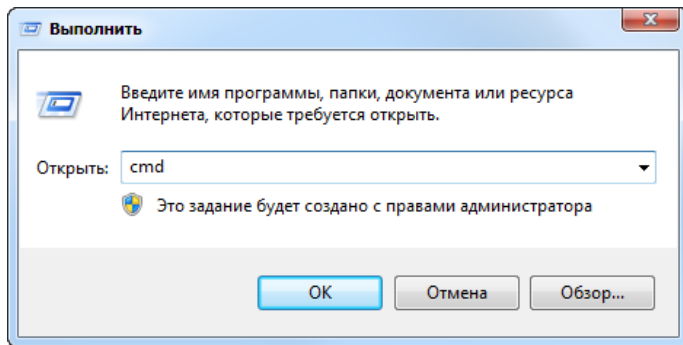 Выполнить
Введите имя программы, папки, документа или ресурса
Интернета, которые требуется открыть.
Открыть: cmd
Это задание будет создано с правами администратора
OK Отмена Обзор...